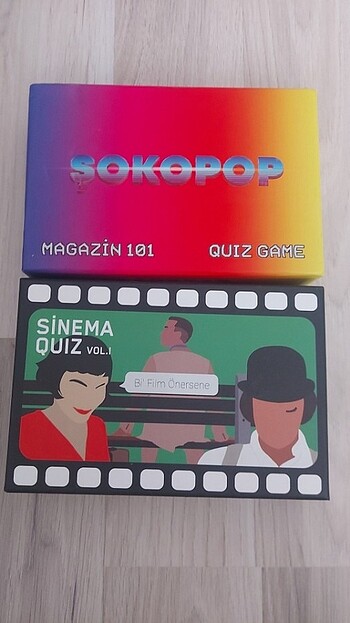 ŞOKOPOP
MAGAZİN 101
QUIZ GAME
SİNEMA
QUIZ VOL.I
Bi' Film Önersene